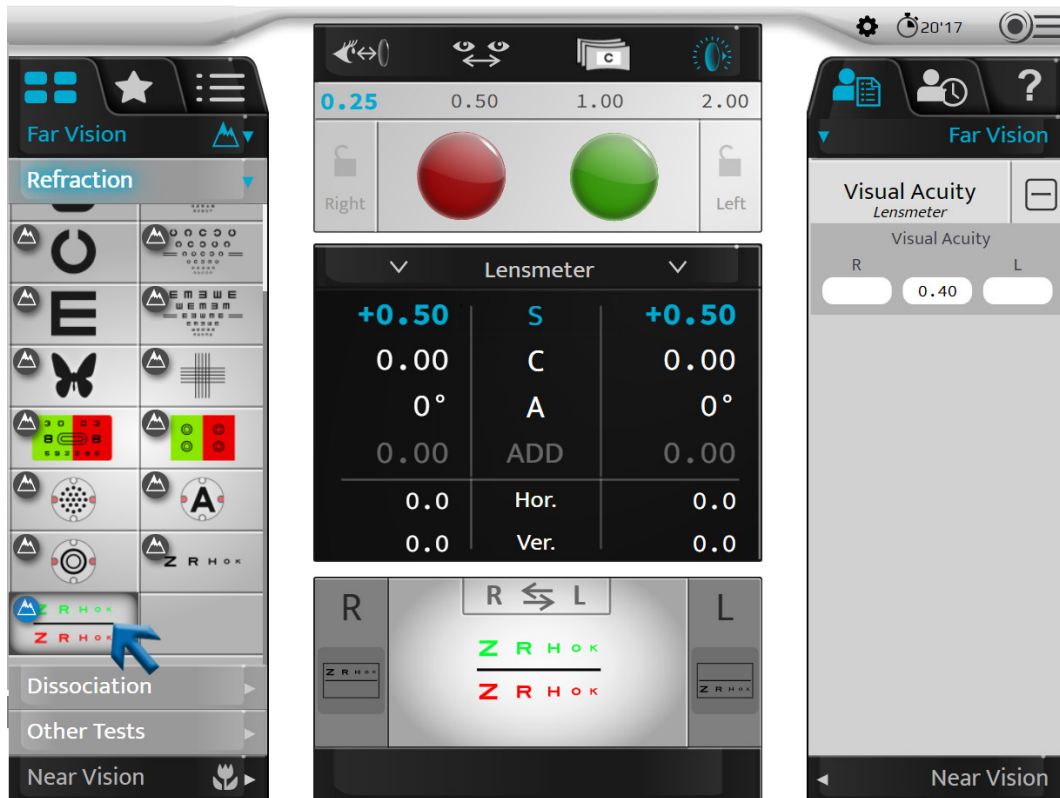 20'17
Far Vision
Refraction
Z R H O K
Z R H O K
Z R H O K
Dissociation
Other Tests
Near Vision
C
0.25 0.50 1.00 2.00
Right Left
Lensmeter
+0.50 S +0.50
0.00 C 0.00
0° A 0°
0.00 ADD 0.00
0.0 Hor. 0.0
0.0 Ver. 0.0
R R L L
Z R H O K
Z R H O K
Z R H O K
Z R H O K
?
Far Vision
Visual Acuity
Lensmeter
Visual Acuity
R L
0.40
Near Vision